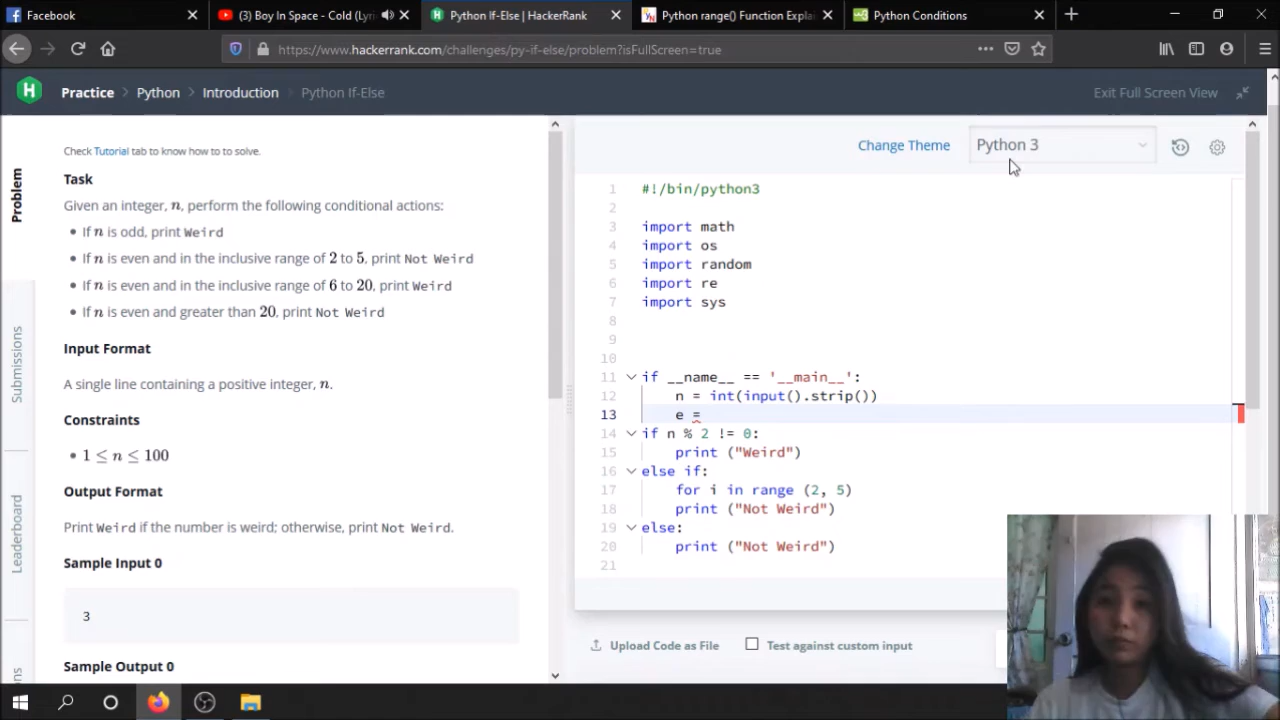 Facebook
(3) Boy In Space - Cold (Lyri
Python If-Else | HackerRank
Python range() Function Explai
Python Conditions
https://www.hackerrank.com/challenges/py-if-else/problem?isFullScreen=true
H
Practice > Python > Introduction > Python If-Else
Exit Full Screen View
Problem
Submissions
Leaderboard
Check Tutorial tab to know how to to solve.
Task
Given an integer, n, perform the following conditional actions:
• If n is odd, print Weird
• If n is even and in the inclusive range of 2 to 5, print Not Weird
• If n is even and in the inclusive range of 6 to 20, print Weird
• If n is even and greater than 20, print Not Weird
Input Format
A single line containing a positive integer, n.
Constraints
• 1 ≤ n ≤ 100
Output Format
Print Weird if the number is weird; otherwise, print Not Weird.
Sample Input 0
3
Sample Output 0
Change Theme
Python 3
1 #!/bin/python3
2
3 import math
4 import os
5 import random
6 import re
7 import sys
8
9
10
11 if __name__ == '__main__':
12 n = int(input().strip())
13 e =
14 if n % 2 != 0:
15 print ("Weird")
16 else if:
17 for i in range (2, 5)
18 print ("Not Weird")
19 else:
20 print ("Not Weird")
21
Upload Code as File
Test against custom input